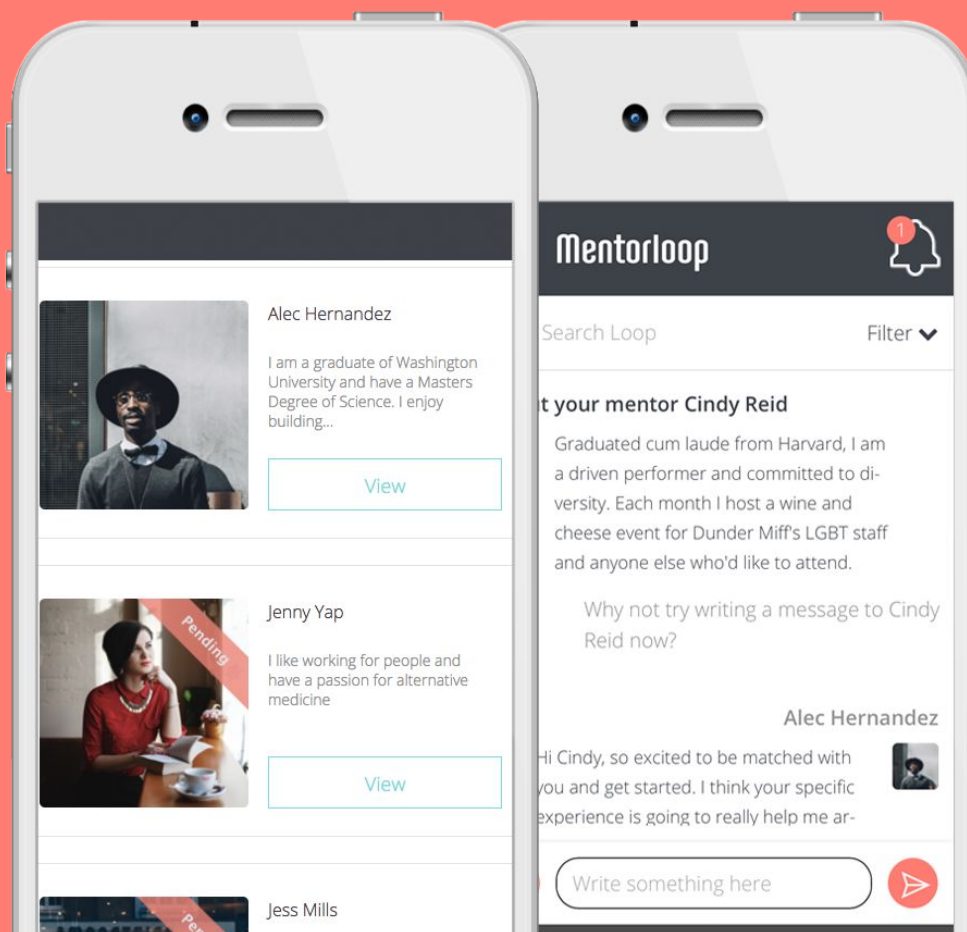 Alec Hernandez
I am a graduate of Washington
University and have a Masters
Degree of Science. I enjoy
building...
View
Pending
Jenny Yap
I like working for people and
have a passion for alternative
medicine
View
Jess Mills
Mentorloop
1
Search Loop
Filter
your mentor Cindy Reid
Graduated cum laude from Harvard, I am
a driven performer and committed to di-
versity. Each month I host a wine and
cheese event for Dunder Miff's LGBT staff
and anyone else who'd like to attend.
Why not try writing a message to Cindy
Reid now?
Alec Hernandez
Hi Cindy, so excited to be matched with
you and get started. I think your specific
experience is going to really help me ar-
Write something here